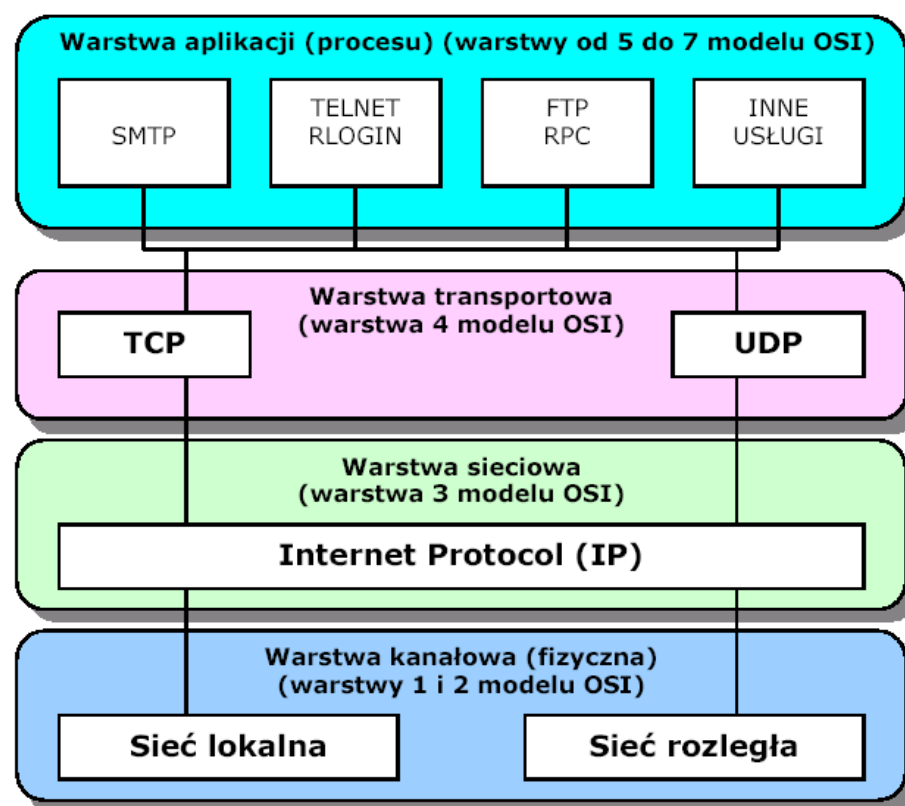 Warstwa aplikacji (procesu) (warstwy od 5 do 7 modelu OSI)
SMTP
TELNET
RLOGIN
FTP
RPC
INNE
USŁUGI
Warstwa transportowa
(warstwa 4 modelu OSI)
TCP
UDP
Warstwa sieciowa
(warstwa 3 modelu OSI)
Internet Protocol (IP)
Warstwa kanałowa (fizyczna)
(warstwy 1 i 2 modelu OSI)
Sieć lokalna
Sieć rozległa